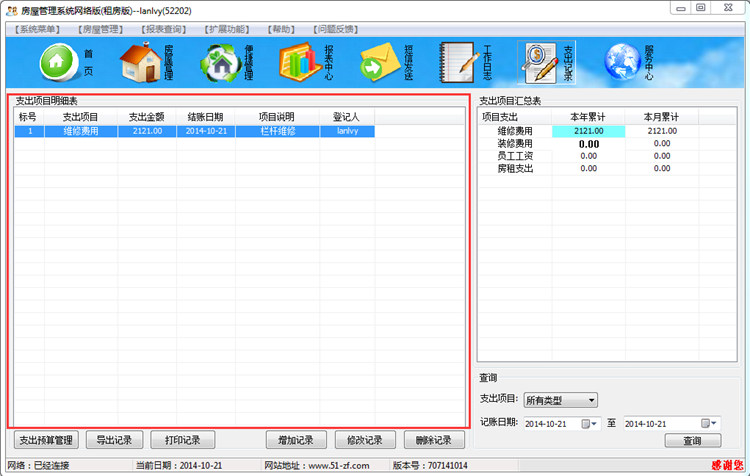 房屋管理系统网络版(租房版)--lanlvy(52202)
【系统菜单】 【房屋管理】 【报表查询】 【扩展功能】 【帮助】 【问题反馈】
首页 房屋管理 便捷管理 报表中心 短信发送 工作日志 支出记录 服务中心
支出项目明细表
标号 支出项目 支出金额 结账日期 项目说明 登记人
1 维修费用 2121.00 2014-10-21 栏杆维修 lanlvy
支出项目汇总表
项目支出 本年累计 本月累计
维修费用 2121.00 2121.00
装修费用 0.00 0.00
员工工资 0.00 0.00
房租支出 0.00 0.00
查询
支出项目: 所有类型
记账日期: 2014-10-21 至 2014-10-21
查询
支出预算管理 导出记录 打印记录 增加记录 修改记录 删除记录
网络:已经连接 当前日期:2014-10-21 网站地址:www.51-zf.com 版本号:707141014 感谢您